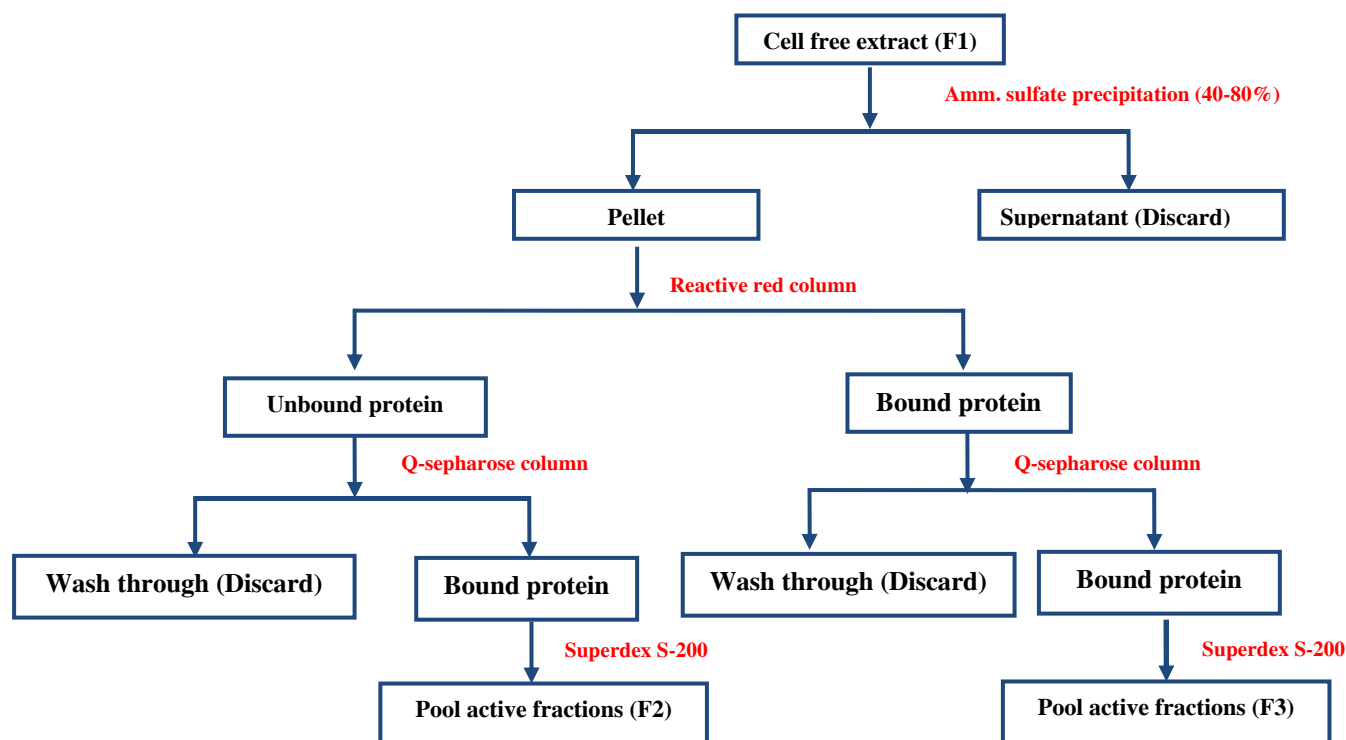 Cell free extract (F1)
Amm. sulfate precipitation (40-80%)
Pellet
Supernatant (Discard)
Reactive red column
Unbound protein
Bound protein
Q-sepharose column
Q-sepharose column
Wash through (Discard)
Bound protein
Wash through (Discard)
Bound protein
Superdex S-200
Superdex S-200
Pool active fractions (F2)
Pool active fractions (F3)